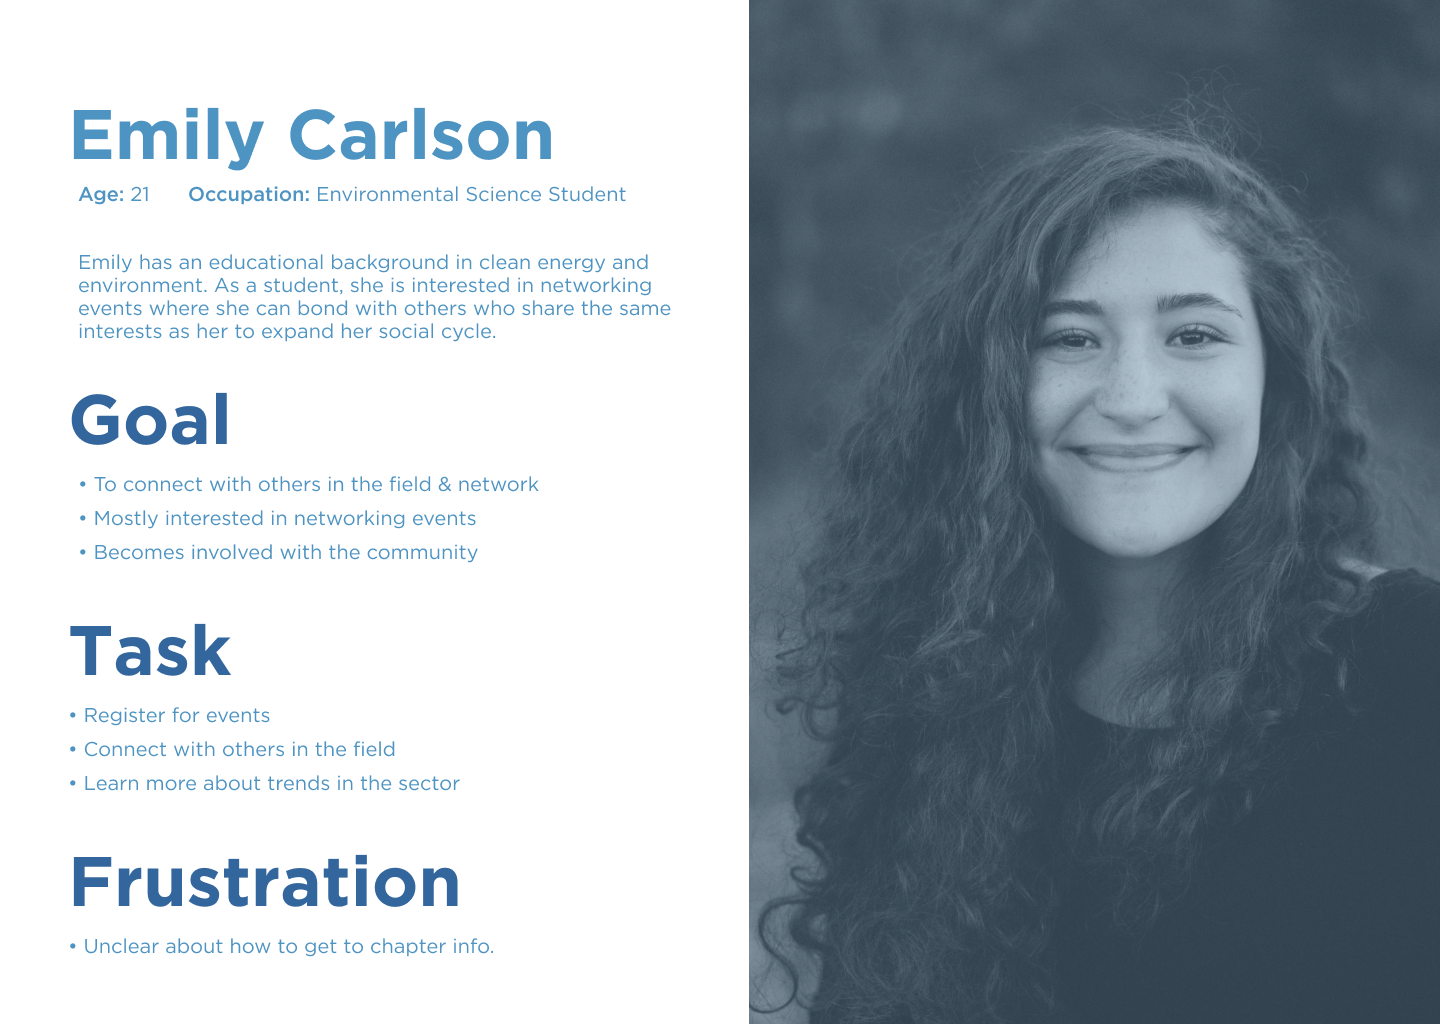 Emily Carlson
Age: 21 Occupation: Environmental Science Student
Emily has an educational background in clean energy and
environment. As a student, she is interested in networking
events where she can bond with others who share the same
interests as her to expand her social cycle.
Goal
• To connect with others in the field & network
• Mostly interested in networking events
• Becomes involved with the community
Task
• Register for events
• Connect with others in the field
• Learn more about trends in the sector
Frustration
• Unclear about how to get to chapter info.